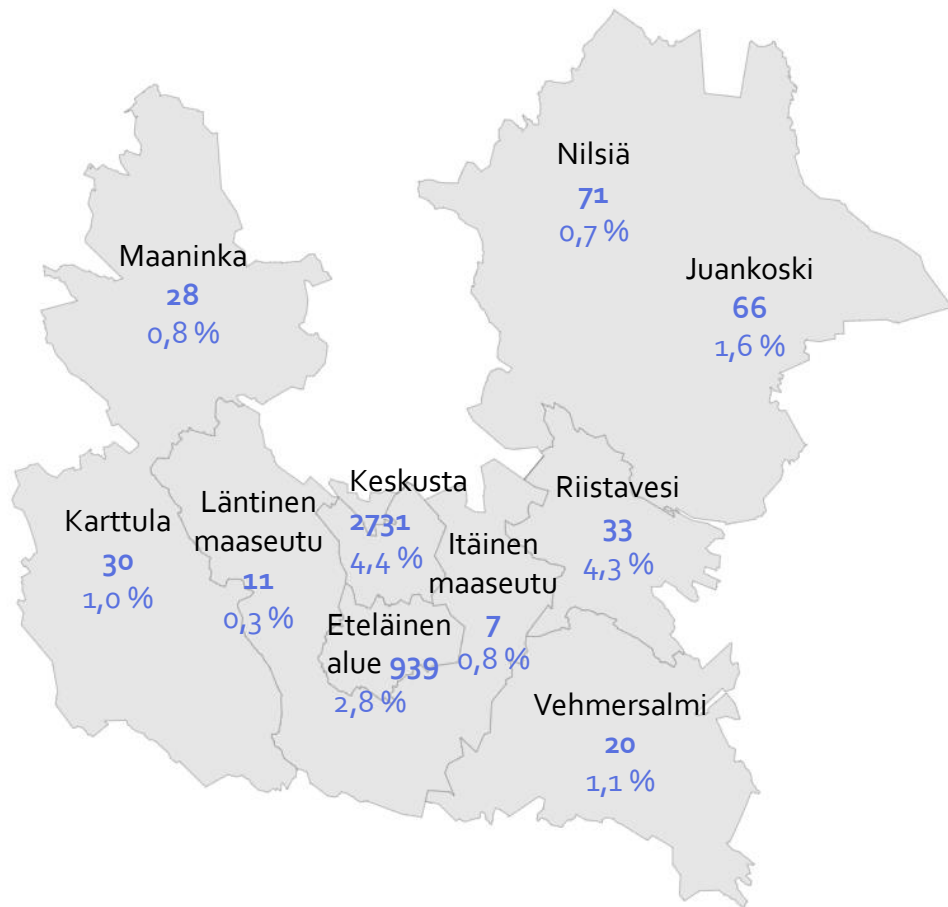 Nilsiä
71
0,7 %
Maaninka
28
0,8 %
Juankoski
66
1,6 %
Keskusta
2731
4,4 %
Riistavesi
33
4,3 %
Läntinen
maaseutu
11
0,3 %
Karttula
30
1,0 %
Itäinen
maaseutu
7
0,8 %
Eteläinen
alue 939
2,8 %
Vehmersalmi
20
1,1 %